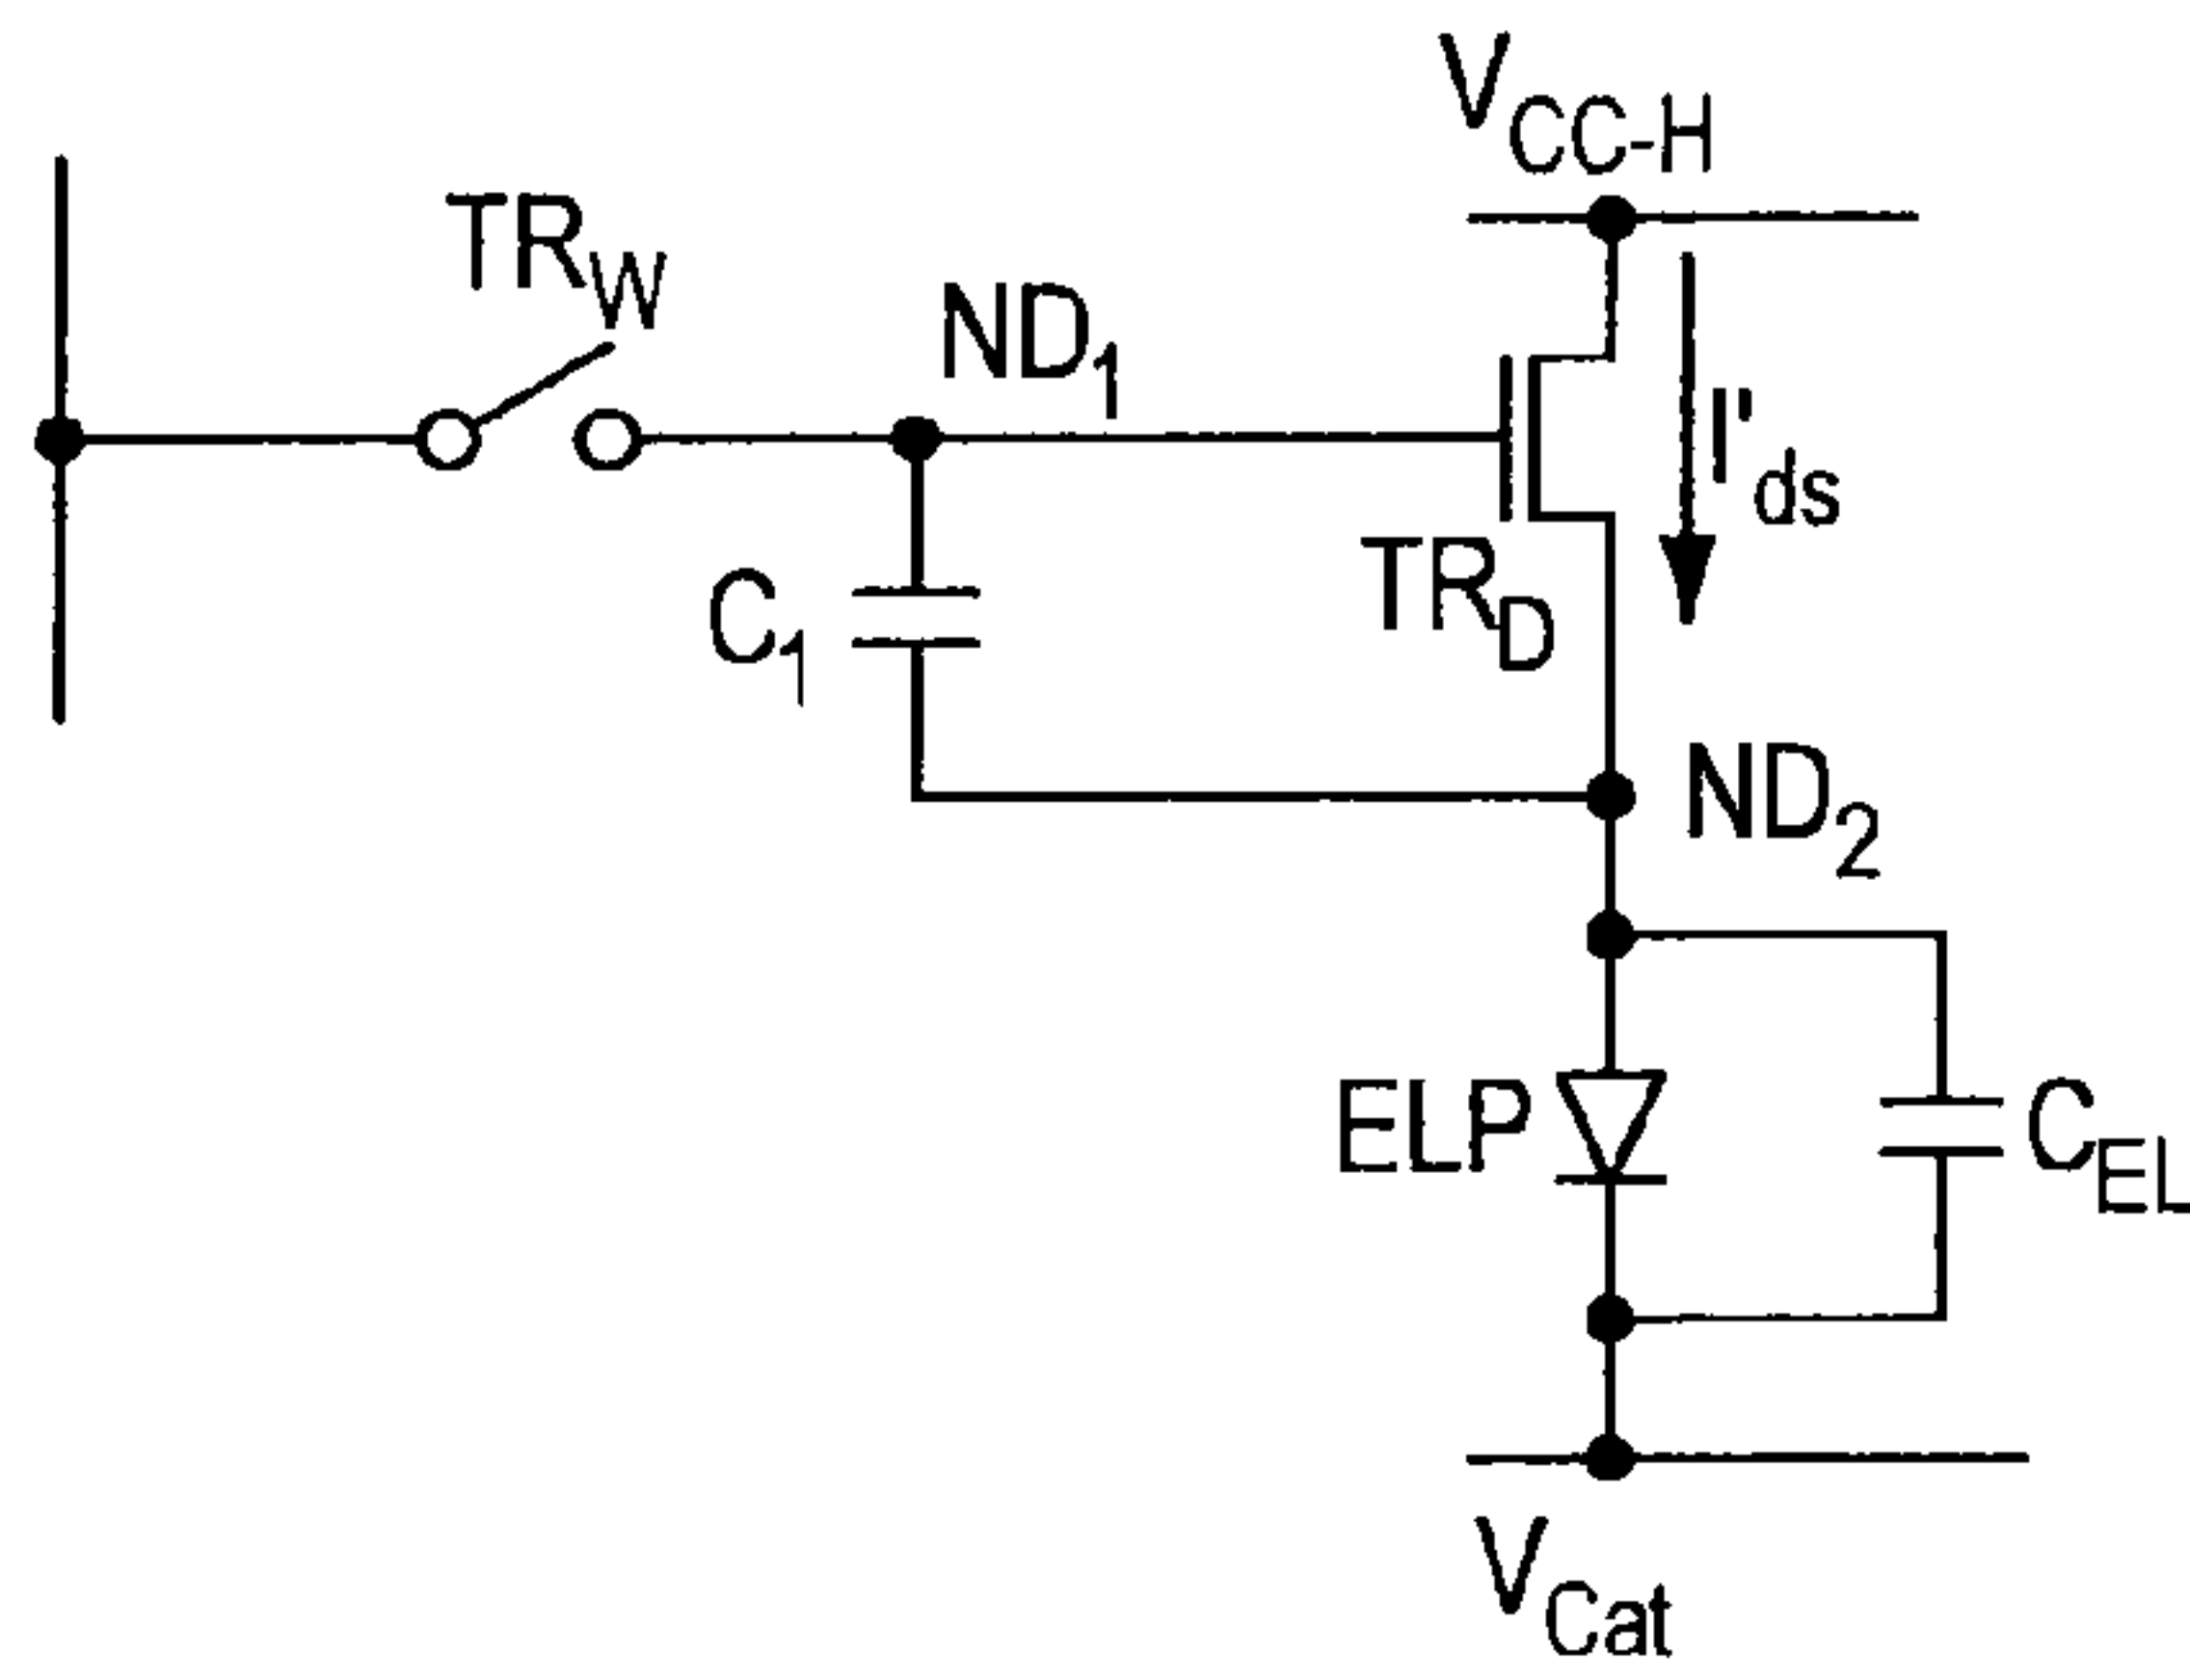 V_CC-H
TR_W
ND_1
I'_ds
C_1
TR_D
ND_2
ELP
C_EL
V_Cat